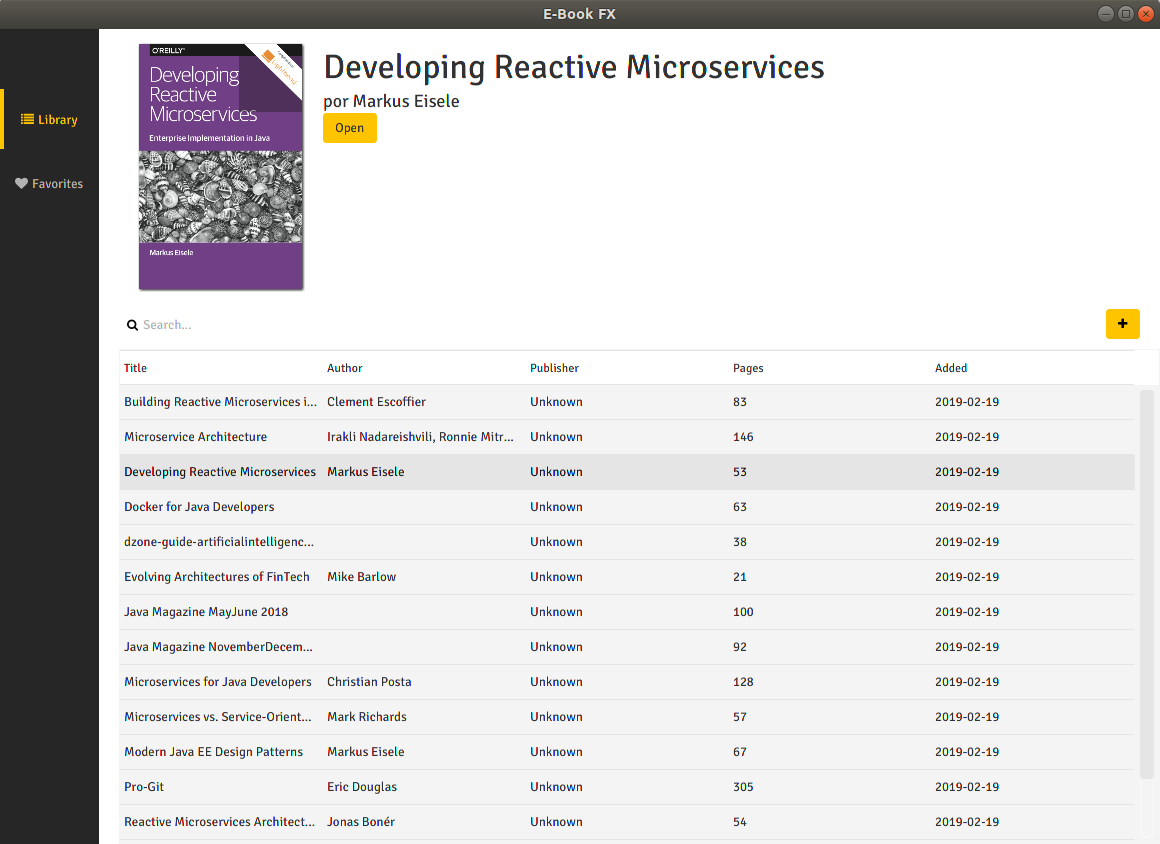 E-Book FX
Library
Favorites
O'REILLY®
Developing
Reactive
Microservices
Enterprise Implementation in Java
Markus Eisele
Developing Reactive Microservices
por Markus Eisele
Open
Search...
+
Title Author Publisher Pages Added
Building Reactive Microservices i... Clement Escoffier Unknown 83 2019-02-19
Microservice Architecture Irakli Nadareishvili, Ronnie Mitr... Unknown 146 2019-02-19
Developing Reactive Microservices Markus Eisele Unknown 53 2019-02-19
Docker for Java Developers Unknown 63 2019-02-19
dzone-guide-artificialintelligenc... Unknown 38 2019-02-19
Evolving Architectures of FinTech Mike Barlow Unknown 21 2019-02-19
Java Magazine MayJune 2018 Unknown 100 2019-02-19
Java Magazine NovemberDecem... Unknown 92 2019-02-19
Microservices for Java Developers Christian Posta Unknown 128 2019-02-19
Microservices vs. Service-Orient... Mark Richards Unknown 57 2019-02-19
Modern Java EE Design Patterns Markus Eisele Unknown 67 2019-02-19
Pro-Git Eric Douglas Unknown 305 2019-02-19
Reactive Microservices Architect... Jonas Bonér Unknown 54 2019-02-19